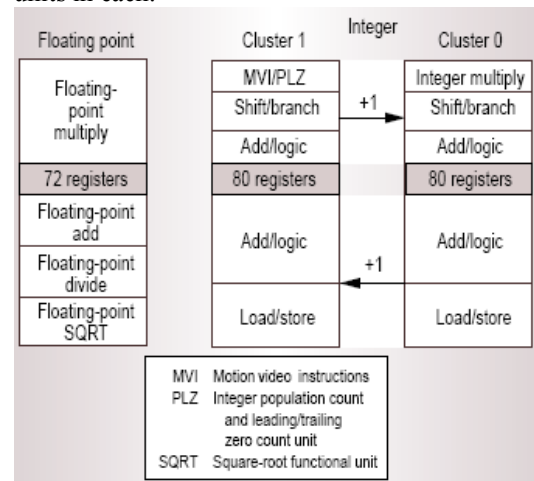 units in each.
Floating point
Cluster 1
Integer
Cluster 0
Floating-
point
multiply
72 registers
Floating-point
add
Floating-point
divide
Floating-point
SQRT
MVI/PLZ
Shift/branch
Add/logic
80 registers
Add/logic
Load/store
+1
+1
Integer multiply
Shift/branch
Add/logic
80 registers
Add/logic
Load/store
MVI Motion video instructions
PLZ Integer population count
and leading/trailing
zero count unit
SQRT Square-root functional unit